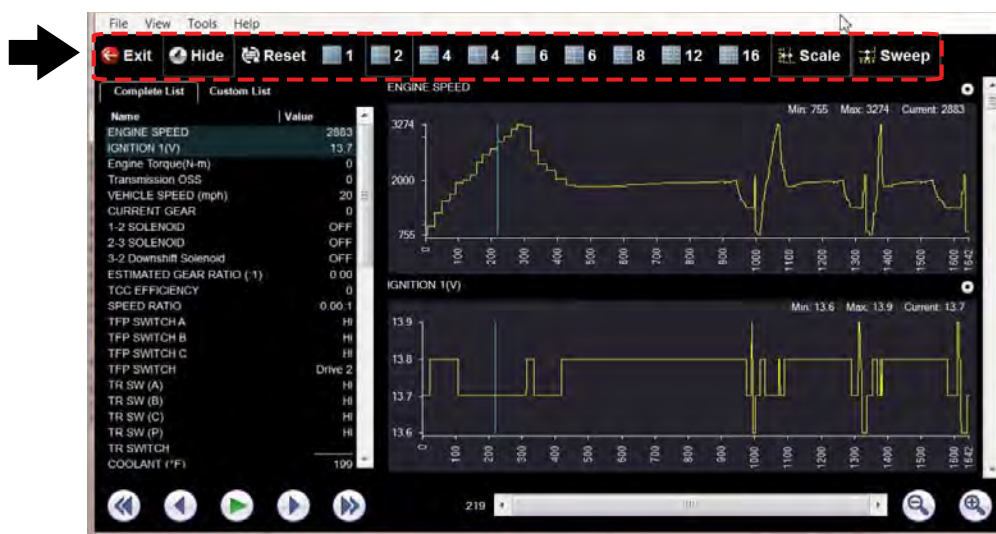 File View Tools Help
Exit Hide Reset 1 2 4 4 6 6 8 12 16 Scale Sweep
Complete List Custom List
Name Value
ENGINE SPEED 2883
IGNITION 1(V) 13.7
Engine Torque(N-m) 0
Transmission OSS 0
VEHICLE SPEED (mph) 20
CURRENT GEAR 0
1-2 SOLENOID OFF
2-3 SOLENOID OFF
3-2 Downshift Solenoid OFF
ESTIMATED GEAR RATIO (:1) 0.00
TCC EFFICIENCY 0
SPEED RATIO 0.00:1
TFP SWITCH A HI
TFP SWITCH B HI
TFP SWITCH C HI
TFP SWITCH Drive 2
TR SW (A) HI
TR SW (B) HI
TR SW (C) HI
TR SW (P) HI
TR SWITCH
COOLANT (°F) 199
ENGINE SPEED
Min: 755 Max: 3274 Current: 2883
3274
2000
755
0 100 200 300 400 500 600 700 800 900 1000 1100 1200 1300 1400 1500 1600 1642
IGNITION 1(V)
Min: 13.6 Max: 13.9 Current: 13.7
13.9
13.8
13.7
13.6
0 100 200 300 400 500 600 700 800 900 1000 1100 1200 1300 1400 1500 1600 1642
219